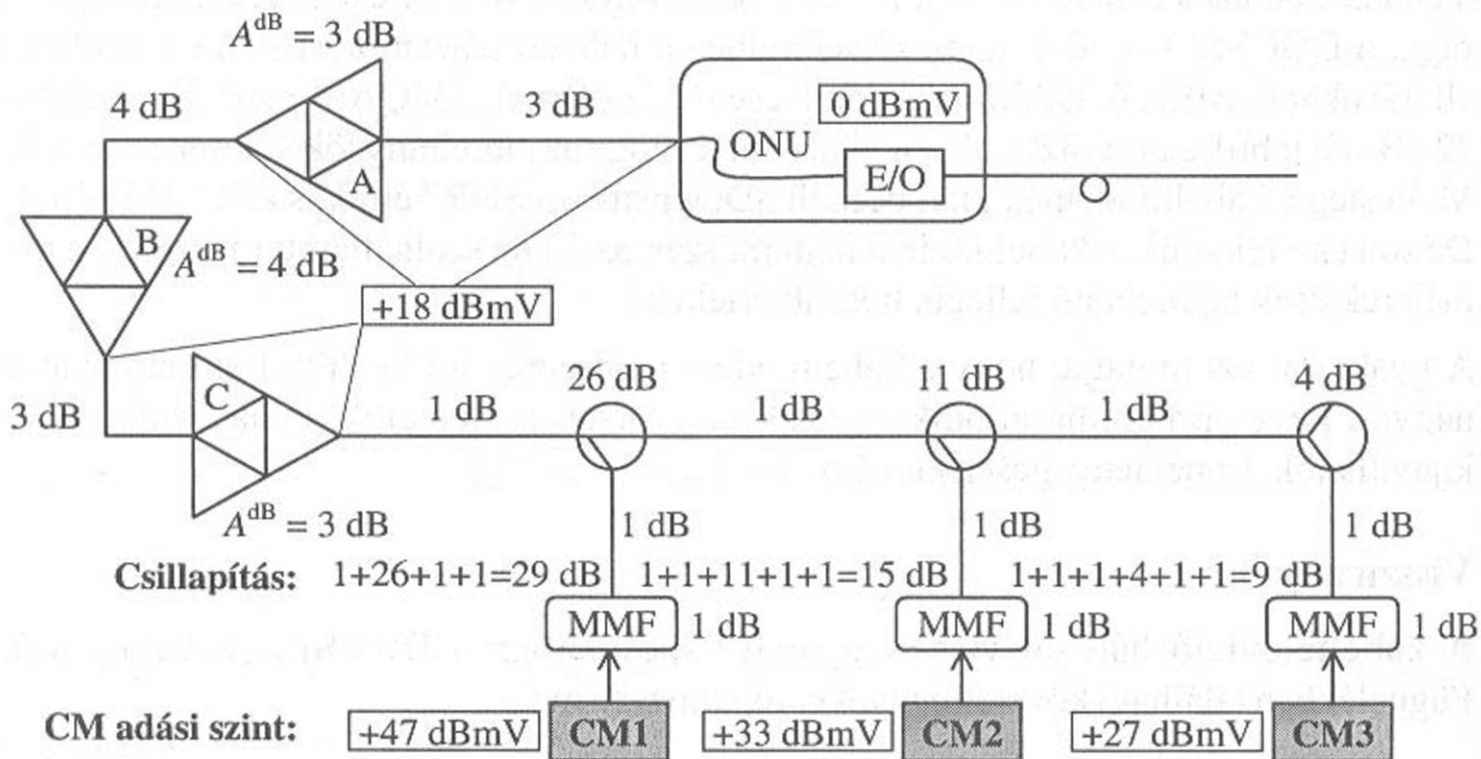 A^dB = 3 dB
4 dB
3 dB
0 dBmV
ONU
A
E/O
B
A^dB = 4 dB
+18 dBmV
C
26 dB
11 dB
4 dB
3 dB
1 dB
1 dB
1 dB
A^dB = 3 dB
1 dB
1 dB
1 dB
Csillapítás: 1+26+1+1=29 dB 1+1+11+1+1=15 dB 1+1+1+4+1+1=9 dB
MMF 1 dB MMF 1 dB MMF 1 dB
CM adási szint: +47 dBmV CM1 +33 dBmV CM2 +27 dBmV CM3